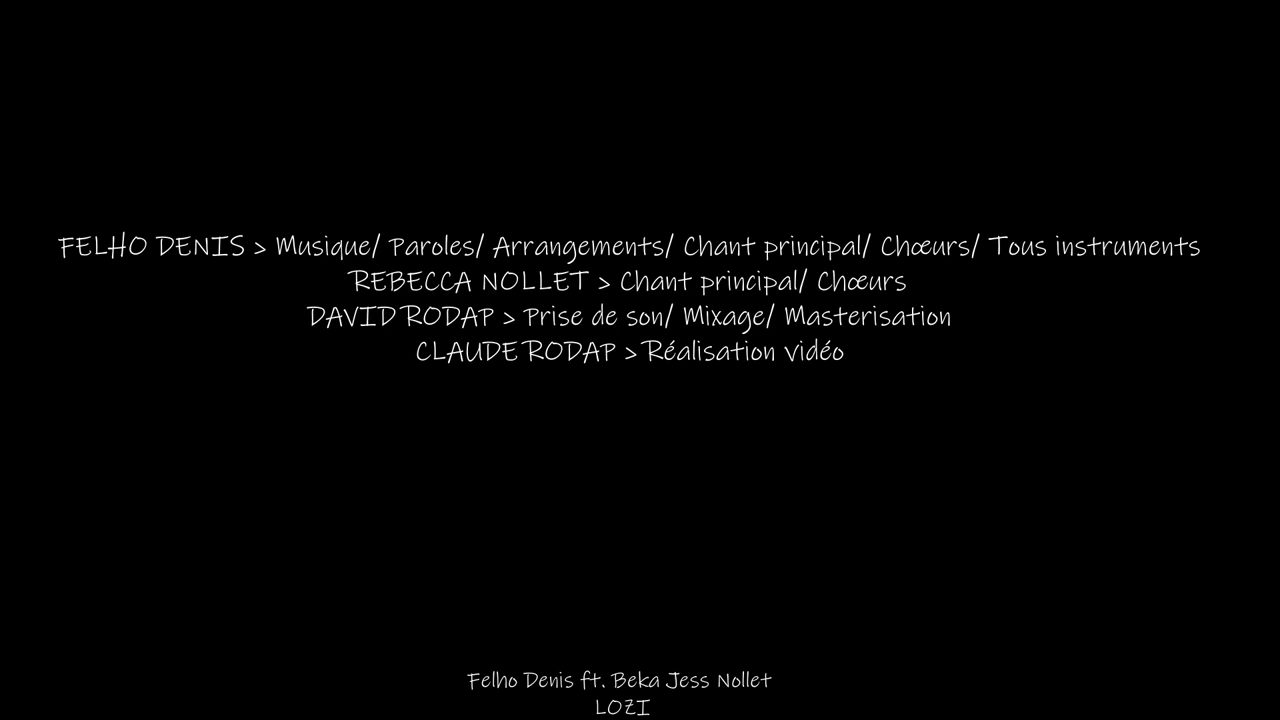 FELHO DENIS > Musique/ Paroles/ Arrangements/ Chant principal/ Chœurs/ Tous instruments
REBECCA NOLLET > Chant principal/ Chœurs
DAVID RODAP > Prise de son/ Mixage/ Masterisation
CLAUDE RODAP > Réalisation vidéo
Felho Denis ft. Beka Jess Nollet
LOZI